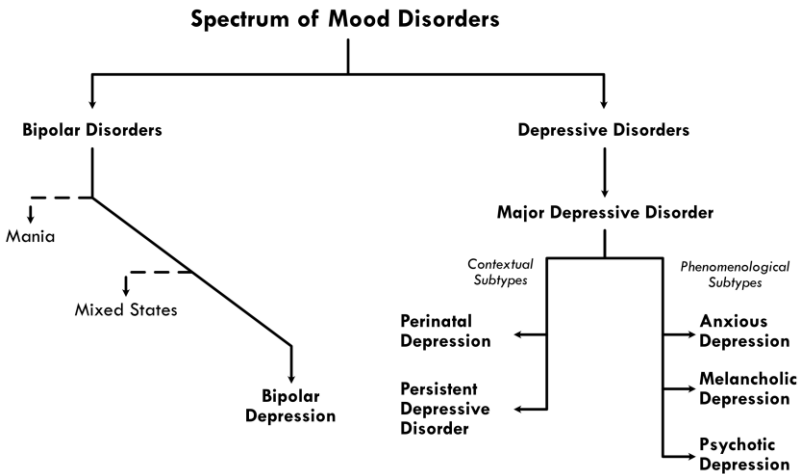 Spectrum of Mood Disorders
Bipolar Disorders
Depressive Disorders
Mania
Mixed States
Bipolar
Depression
Major Depressive Disorder
Contextual
Subtypes
Phenomenological
Subtypes
Perinatal
Depression
Persistent
Depressive
Disorder
Anxious
Depression
Melancholic
Depression
Psychotic
Depression